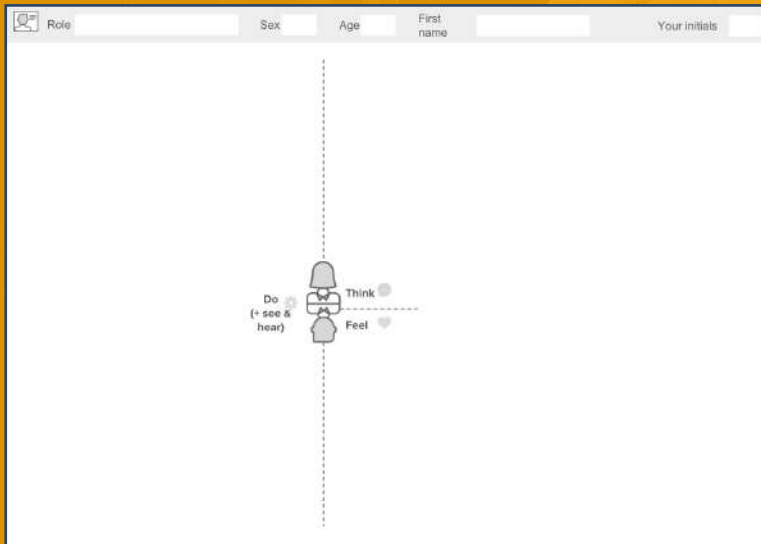 Role
Sex
Age
First
name
Your initials
Think
Do
(+ see &
hear)
Feel